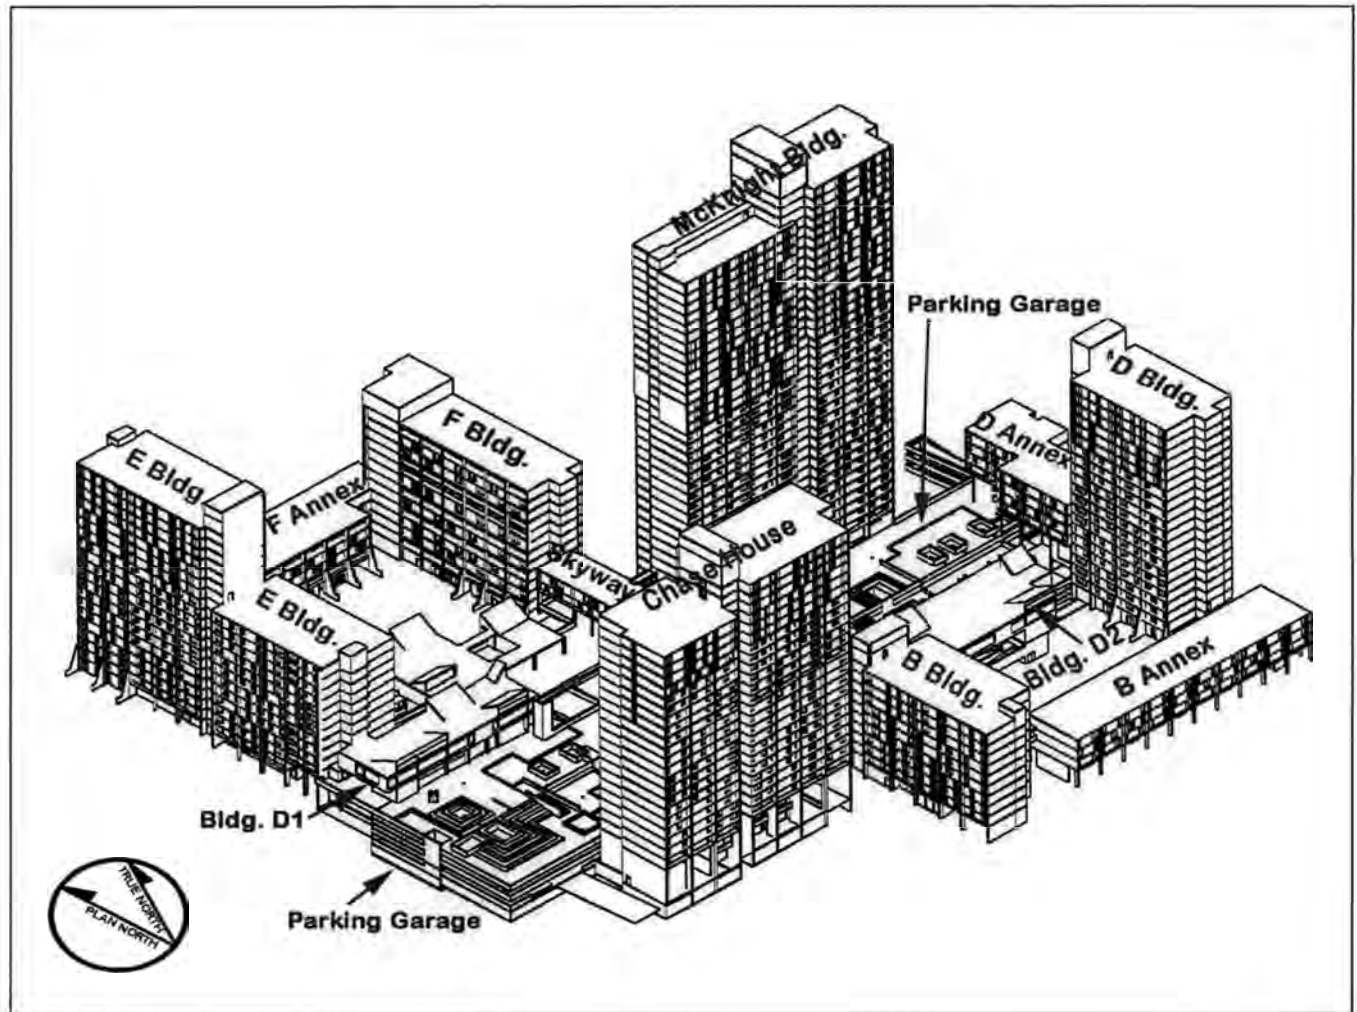 McKnight Bldg.
Parking Garage
'D Bldg.
D Annex
F Bldg.
E Bldg
F Annex
Skyway
Chase House
E Bldg.
B Bldg.
Bldg. D2
B Annex
Bldg. D1
Parking Garage
TRUE NORTH
PLAN NORTH